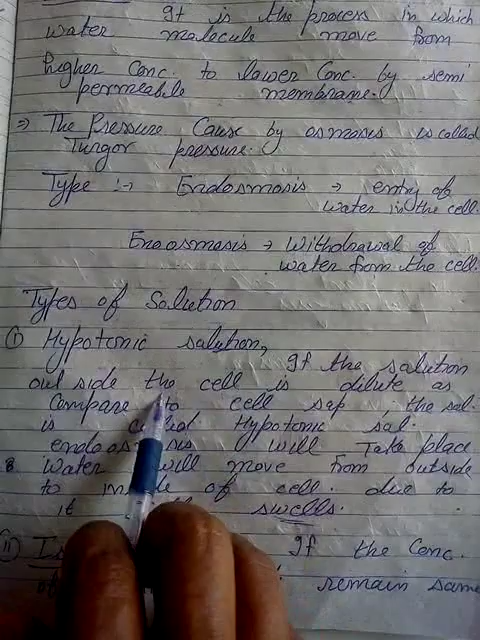 It is the process in which
water molecule move from
higher Conc. to lower Conc. by semi
permeable membrane.
⇒ The Pressure Cause by osmosis is called
Turgor pressure.
Type :→ Endosmosis → entry of
water in the cell.
Exosmosis → Withdrawal of
water from the cell.
Types of Solution
(i) Hypotonic solution,
If the solution
out side the cell is dilute as
Compare to cell sap, the sol.
is Hypotonic sol.
will Take place
& Water will move from outside
to of cell. due to
it swells.
(ii) If the Conc.
remain same